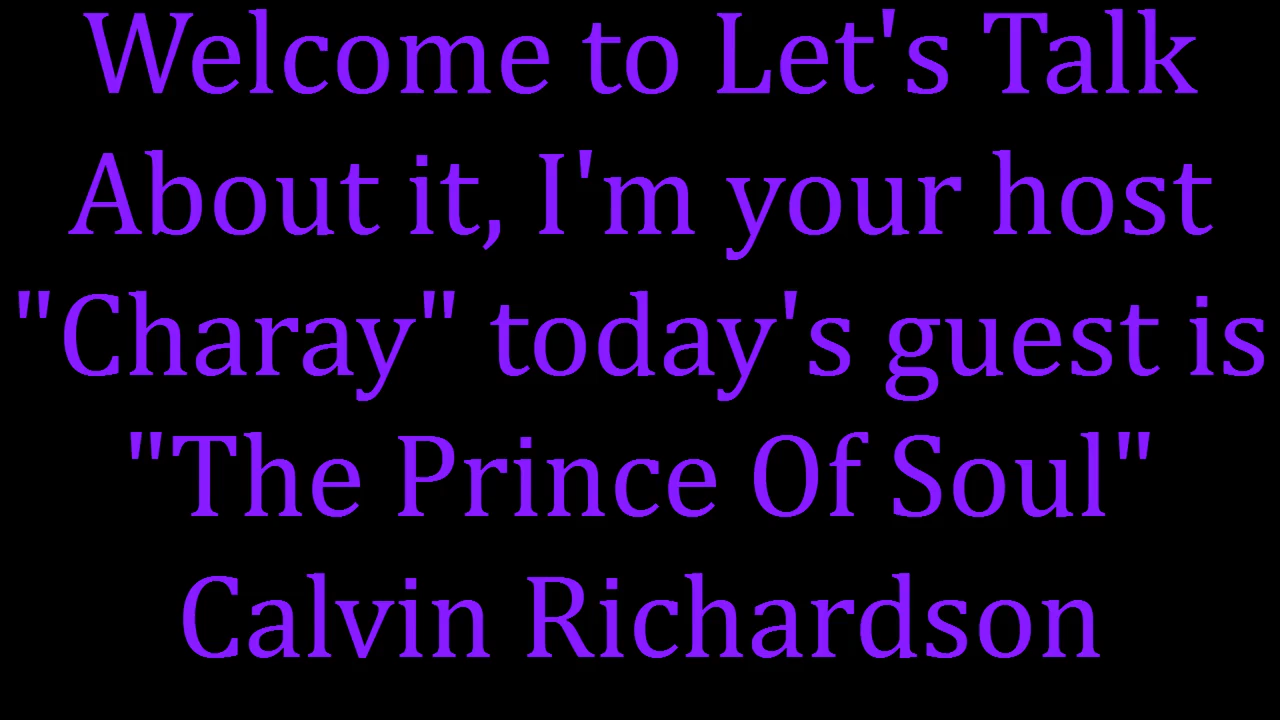 Welcome to Let's Talk
About it, I'm your host
"Charay" today's guest is
"The Prince Of Soul"
Calvin Richardson